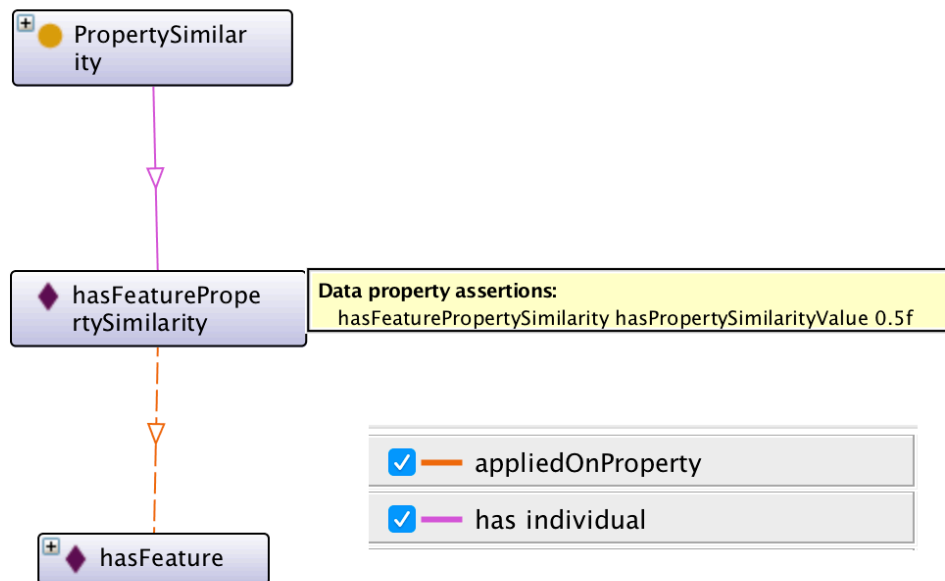 PropertySimilar
ity
hasFeaturePrope
rtySimilarity
Data property assertions:
hasFeaturePropertySimilarity hasPropertySimilarityValue 0.5f
appliedOnProperty
has individual
hasFeature